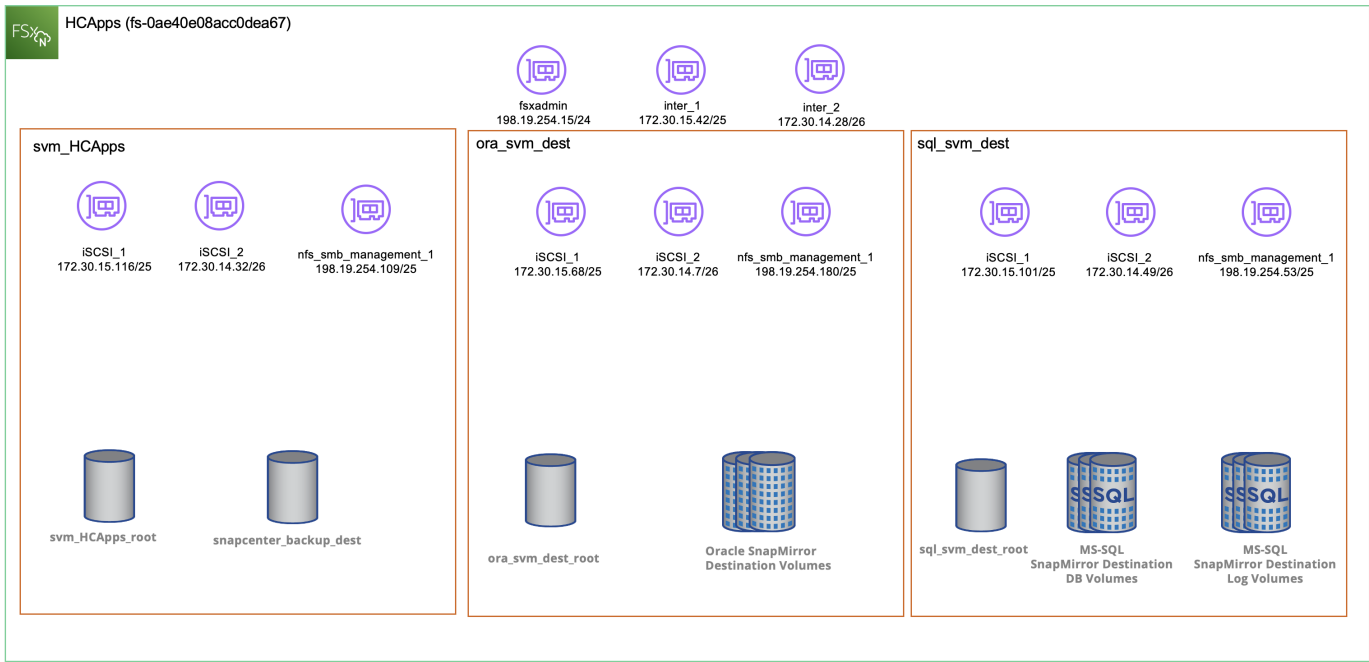 FSx
N
HCApps (fs-0ae40e08acc0dea67)
fsxadmin
198.19.254.15/24
inter_1
172.30.15.42/25
inter_2
172.30.14.28/26
svm_HCApps
iSCSI_1
172.30.15.116/25
iSCSI_2
172.30.14.32/26
nfs_smb_management_1
198.19.254.109/25
svm_HCApps_root
snapcenter_backup_dest
ora_svm_dest
iSCSI_1
172.30.15.68/25
iSCSI_2
172.30.14.7/26
nfs_smb_management_1
198.19.254.180/25
ora_svm_dest_root
Oracle SnapMirror
Destination Volumes
sql_svm_dest
iSCSI_1
172.30.15.101/25
iSCSI_2
172.30.14.49/26
nfs_smb_management_1
198.19.254.53/25
sql_svm_dest_root
S S SQL
MS-SQL
SnapMirror Destination
DB Volumes
S S SQL
MS-SQL
SnapMirror Destination
Log Volumes